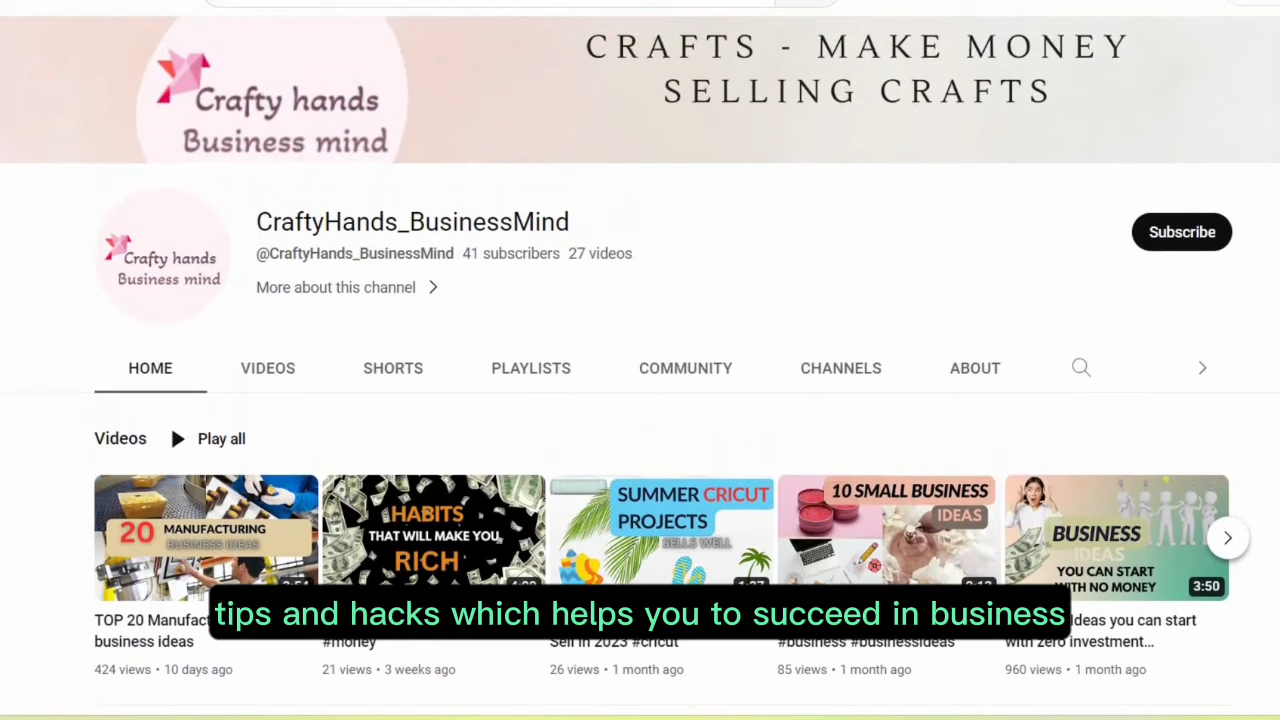 CRAFTS - MAKE MONEY
SELLING CRAFTS
Crafty hands
Business mind
Crafty hands
Business mind
CraftyHands_BusinessMind
@CraftyHands_BusinessMind 41 subscribers 27 videos
More about this channel
Subscribe
HOME VIDEOS SHORTS PLAYLISTS COMMUNITY CHANNELS ABOUT
Videos Play all
20 MANUFACTURING
BUSINESS IDEAS
HABITS
THAT WILL MAKE YOU
RICH
SUMMER CRICUT
PROJECTS
SELLS WELL
10 SMALL BUSINESS
IDEAS
BUSINESS
IDEAS
YOU CAN START
WITH NO MONEY
3:50
tips and hacks which helps you to succeed in business
TOP 20 Manufact
business ideas
424 views • 10 days ago
#money
21 views • 3 weeks ago
Sell in 2023 #cricut
26 views • 1 month ago
#business #businessideas
85 views • 1 month ago
Ideas you can start
with zero investment...
960 views • 1 month ago